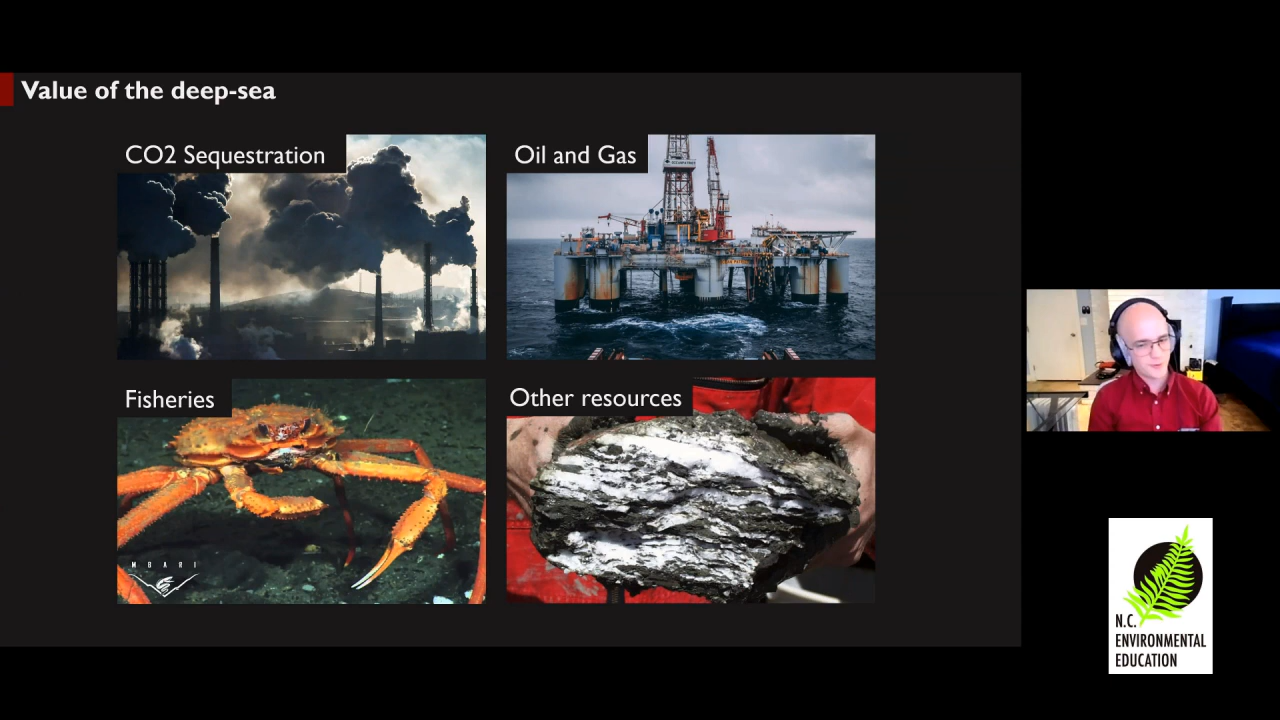 Value of the deep-sea
CO2 Sequestration
Oil and Gas
Fisheries
Other resources
MBARI
N.C.
ENVIRONMENTAL
EDUCATION